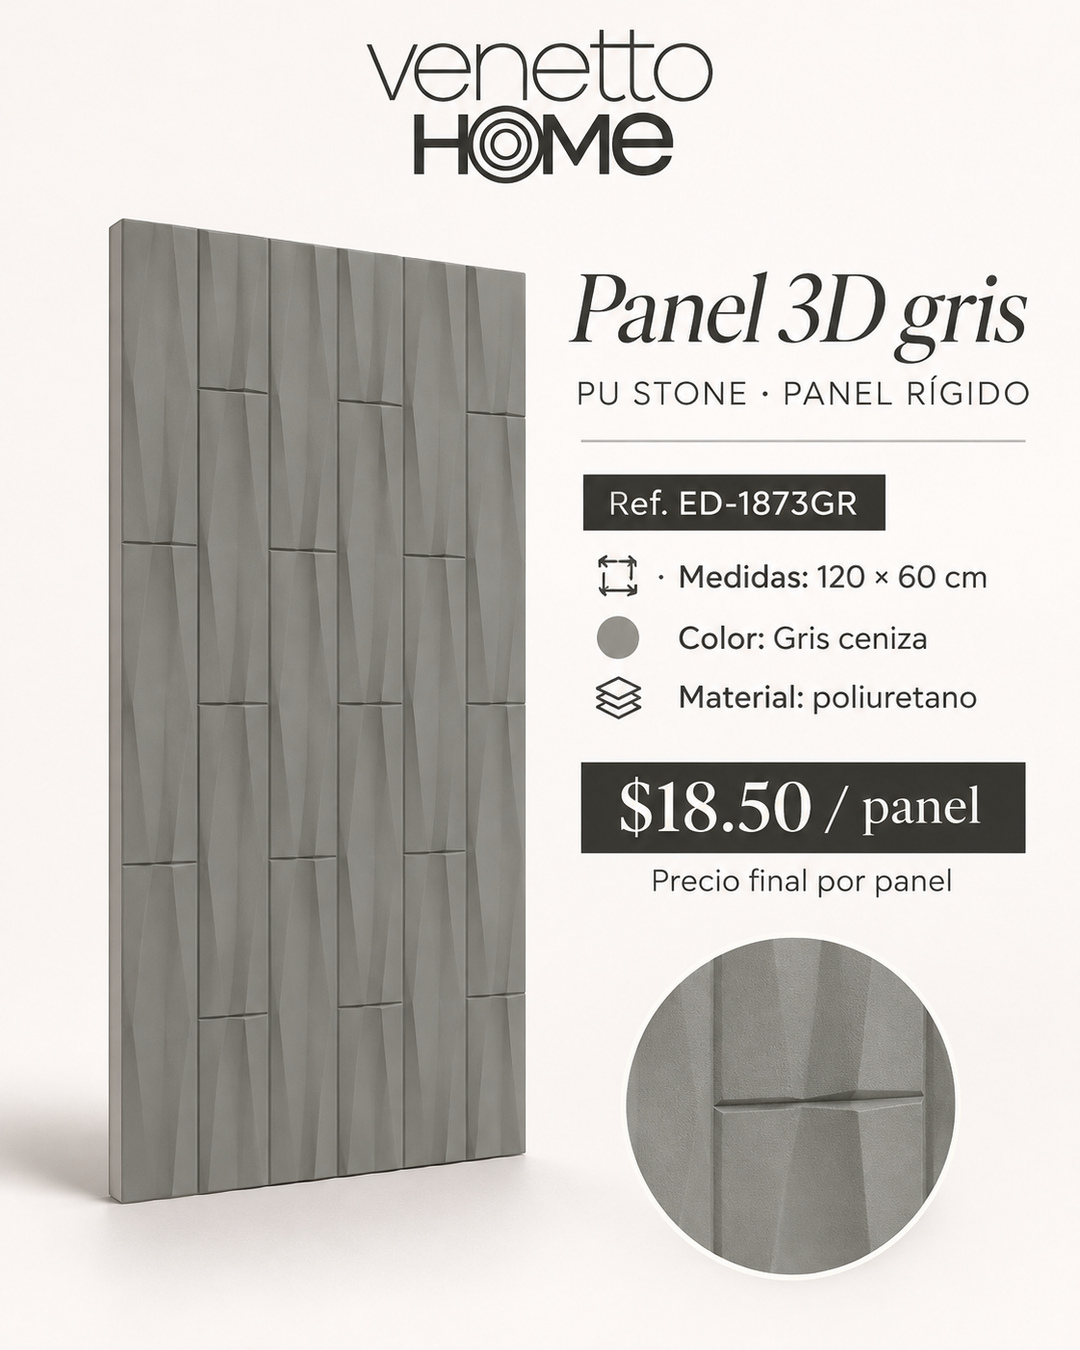 venetto
HOMe
Panel 3D gris
PU STONE · PANEL RÍGIDO
Ref. ED-1873GR
· Medidas: 120 × 60 cm
Color: Gris ceniza
Material: poliuretano
$18.50 / panel
Precio final por panel